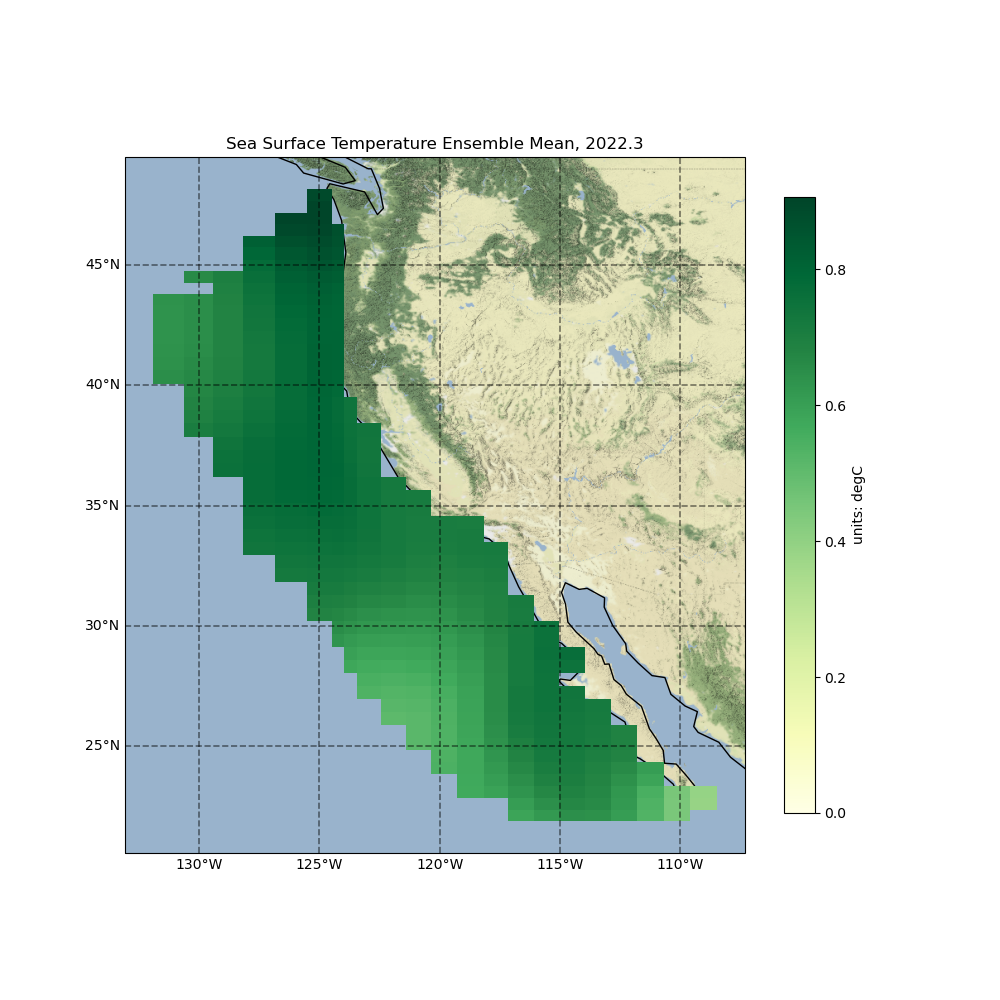 Sea Surface Temperature Ensemble Mean, 2022.3
45°N
40°N
35°N
30°N
25°N
130°W 125°W 120°W 115°W 110°W
0.8
0.6
0.4
0.2
0.0
units: degC